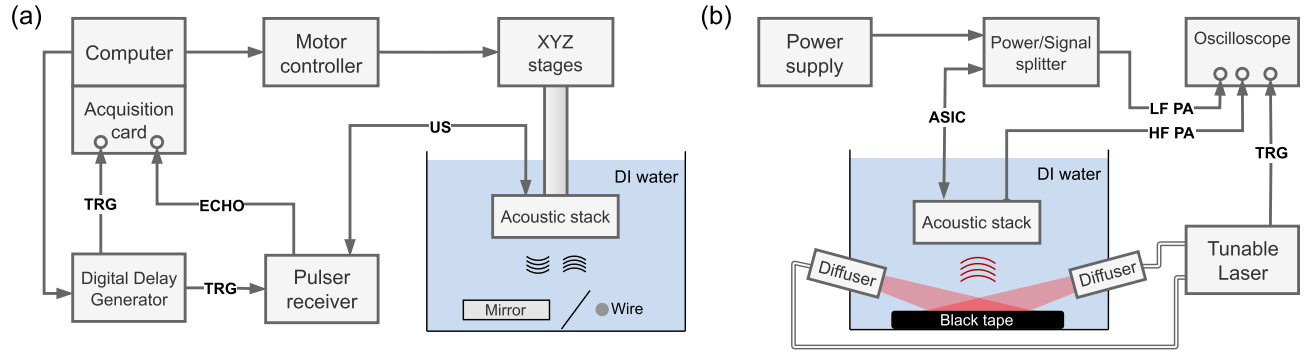 (a)
Computer
Motor
controller
XYZ
stages
Acquisition
card
US
DI water
TRG
ECHO
Acoustic stack
Digital Delay
Generator
TRG
Pulser
receiver
Mirror
Wire
(b)
Power
supply
Power/Signal
splitter
Oscilloscope
ASIC
LF PA
HF PA
TRG
DI water
Acoustic stack
Diffuser
Diffuser
Tunable
Laser
Black tape